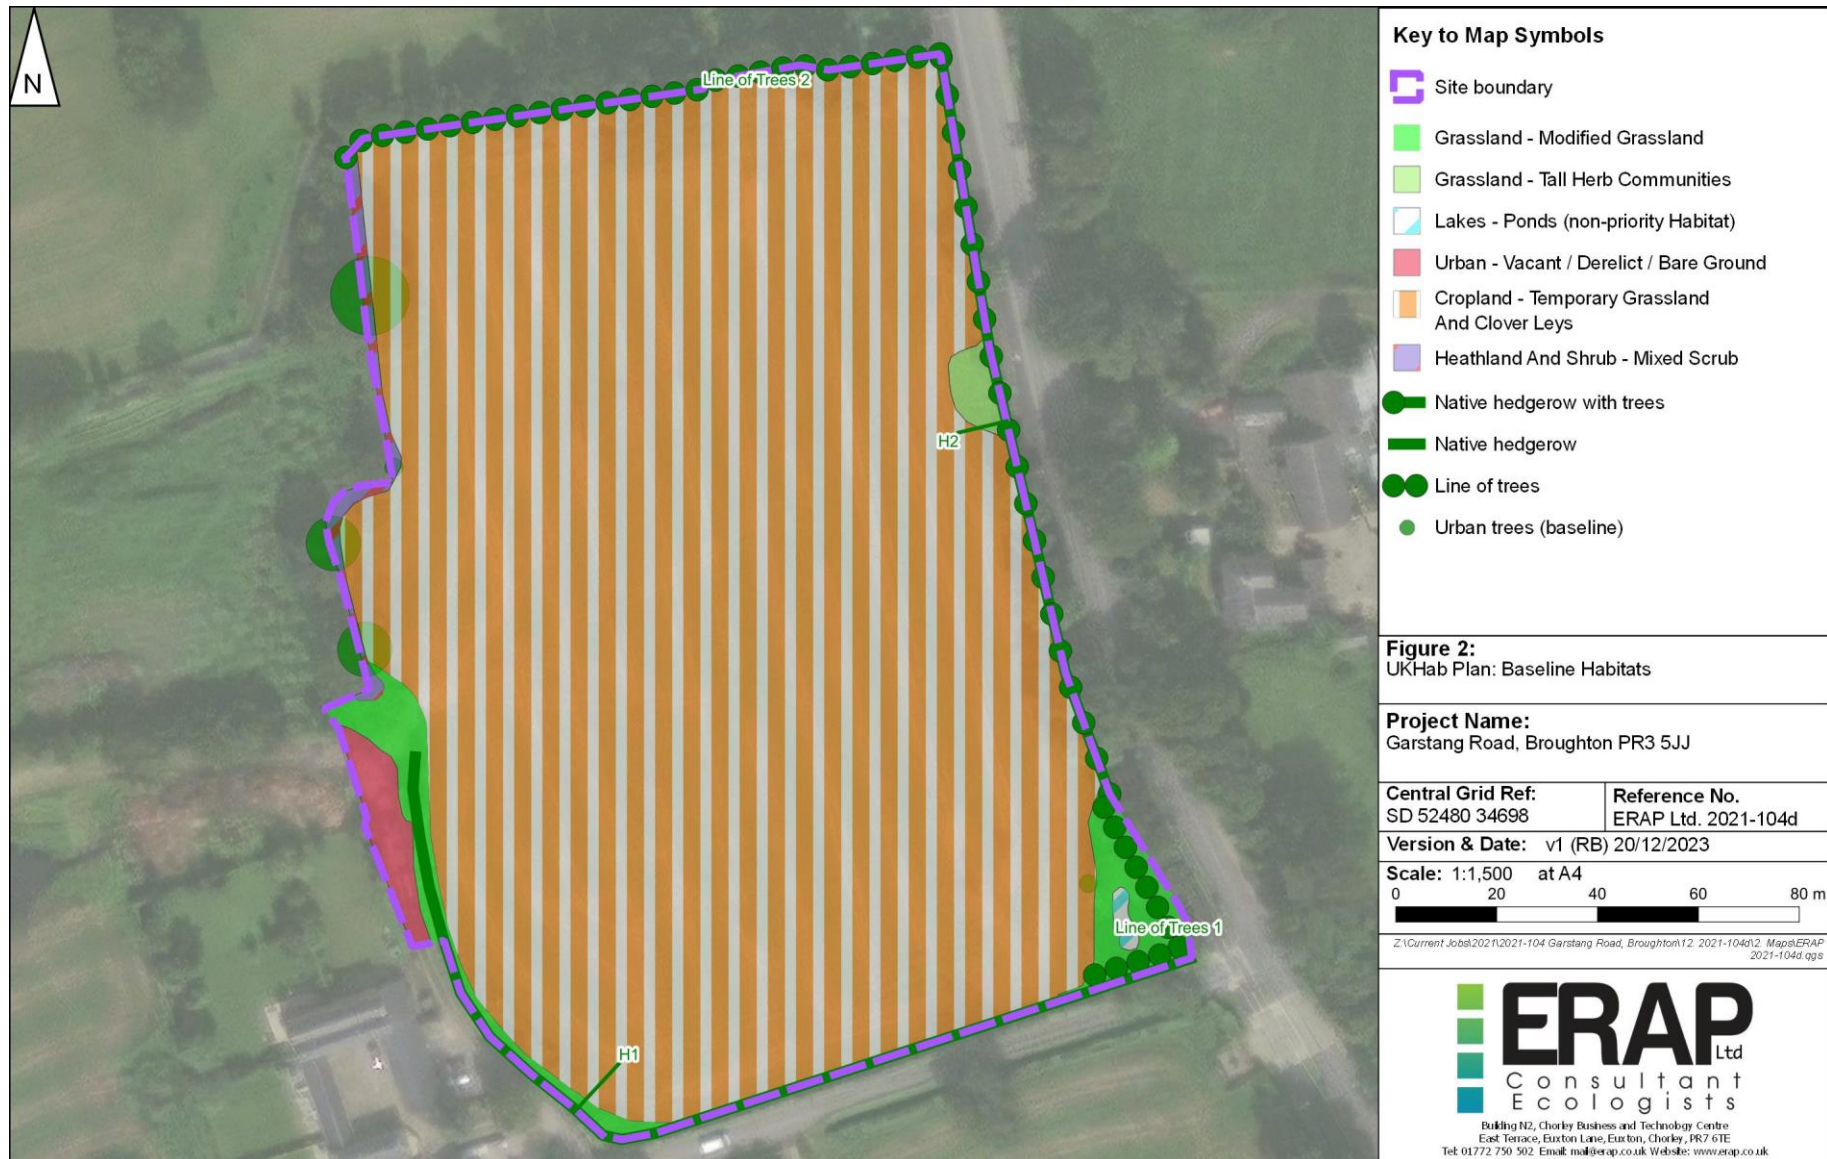 N
Line of Trees 2
H2
Line of Trees 1
H1
Key to Map Symbols
Site boundary
Grassland - Modified Grassland
Grassland - Tall Herb Communities
Lakes - Ponds (non-priority Habitat)
Urban - Vacant / Derelict / Bare Ground
Cropland - Temporary Grassland
And Clover Leys
Heathland And Shrub - Mixed Scrub
Native hedgerow with trees
Native hedgerow
Line of trees
Urban trees (baseline)
Figure 2:
UKHab Plan: Baseline Habitats
Project Name:
Garstang Road, Broughton PR3 5JJ
Central Grid Ref:
SD 52480 34698
Reference No.
ERAP Ltd. 2021-104d
Version & Date: v1 (RB) 20/12/2023
Scale: 1:1,500 at A4
0 20 40 60 80 m
Z:\Current Jobs\2021\2021-104 Garstang Road, Broughton\12. 2021-104d\2. Maps\ERAP
2021-104d.qgs
ERAP
Ltd
Consultant
Ecologists
Building N2, Chorley Business and Technology Centre
East Terrace, Euxton Lane, Euxton, Chorley, PR7 6TE
Tel: 01772 750 502 Email: mail@erap.co.uk Website: www.erap.co.uk